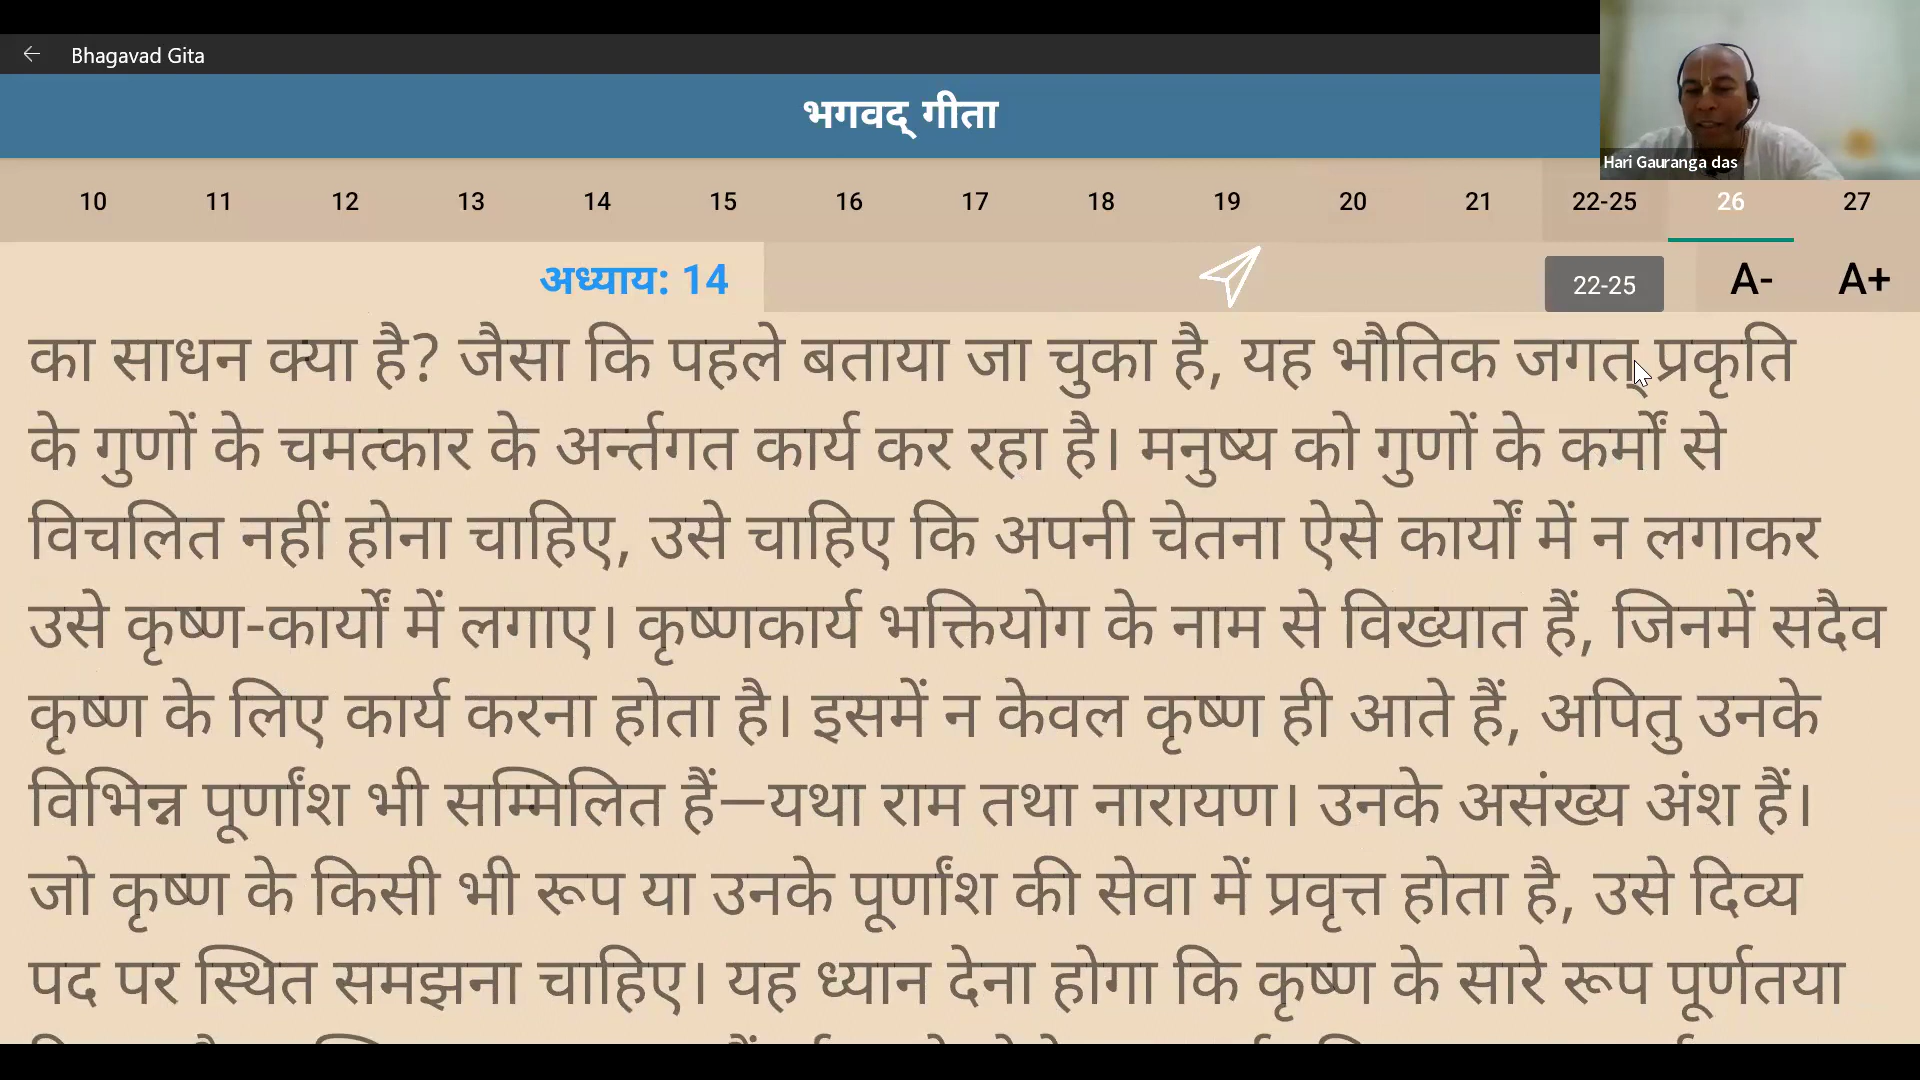 Bhagavad Gita
भगवद् गीता
Hari Gauranga das
10 11 12 13 14 15 16 17 18 19 20 21 22-25 26 27
अध्याय: 14
22-25 A- A+
का साधन क्या है? जैसा कि पहले बताया जा चुका है, यह भौतिक जगत् प्रकृति
के गुणों के चमत्कार के अर्न्तगत कार्य कर रहा है। मनुष्य को गुणों के कर्मों से
विचलित नहीं होना चाहिए, उसे चाहिए कि अपनी चेतना ऐसे कार्यों में न लगाकर
उसे कृष्ण-कार्यों में लगाए। कृष्णकार्य भक्तियोग के नाम से विख्यात हैं, जिनमें सदैव
कृष्ण के लिए कार्य करना होता है। इसमें न केवल कृष्ण ही आते हैं, अपितु उनके
विभिन्न पूर्णांश भी सम्मिलित हैं—यथा राम तथा नारायण। उनके असंख्य अंश हैं।
जो कृष्ण के किसी भी रूप या उनके पूर्णांश की सेवा में प्रवृत्त होता है, उसे दिव्य
पद पर स्थित समझना चाहिए। यह ध्यान देना होगा कि कृष्ण के सारे रूप पूर्णतया